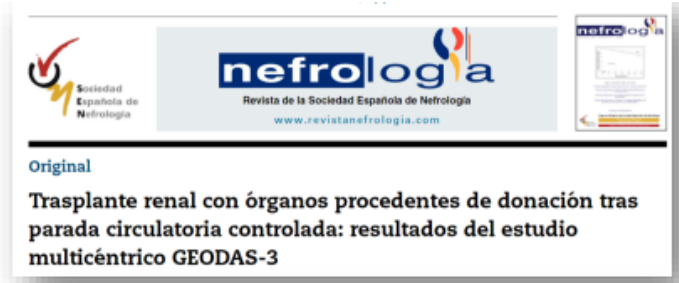 Sociedad
Española de
Nefrología
nefrología
Revista de la Sociedad Española de Nefrología
www.revistanefrologia.com
nefrología
Original
Trasplante renal con órganos procedentes de donación tras
parada circulatoria controlada: resultados del estudio
multicéntrico GEODAS-3